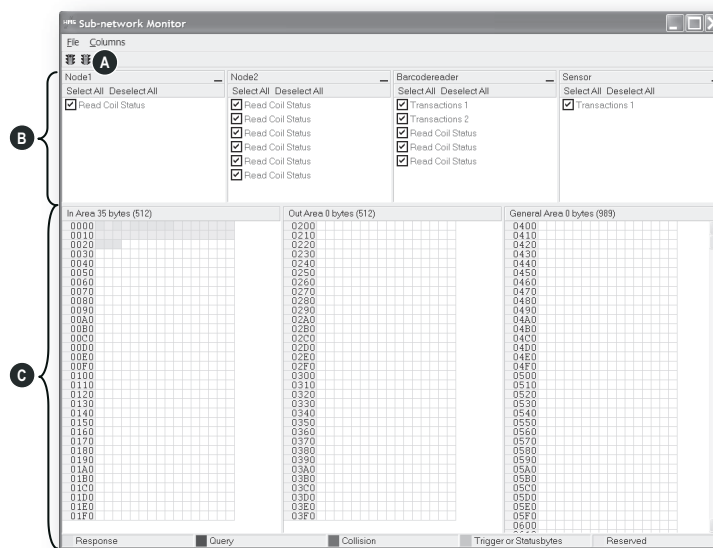 HMS Sub-network Monitor
File Columns
A
Node1 Node2 Barcodereader Sensor
Select All Deselect All Select All Deselect All Select All Deselect All Select All Deselect All
Read Coil Status Read Coil Status Transactions 1 Transactions 1
Read Coil Status Transactions 2
Read Coil Status Read Coil Status
Read Coil Status Read Coil Status
Read Coil Status Read Coil Status
Read Coil Status
B
In Area 35 bytes (512) Out Area 0 bytes (512) General Area 0 bytes (989)
0000 0200 0400
0010 0210 0410
0020 0220 0420
0030 0230 0430
0040 0240 0440
0050 0250 0450
0060 0260 0460
0070 0270 0470
0080 0280 0480
0090 0290 0490
00A0 02A0 04A0
00B0 02B0 04B0
00C0 02C0 04C0
00D0 02D0 04D0
00E0 02E0 04E0
00F0 02F0 04F0
0100 0300 0500
0110 0310 0510
0120 0320 0520
0130 0330 0530
0140 0340 0540
0150 0350 0550
0160 0360 0560
0170 0370 0570
0180 0380 0580
0190 0390 0590
01A0 03A0 05A0
01B0 03B0 05B0
01C0 03C0 05C0
01D0 03D0 05D0
01E0 03E0 05E0
01F0 03F0 05F0
0600
C
Response Query Collision Trigger or Statusbytes Reserved